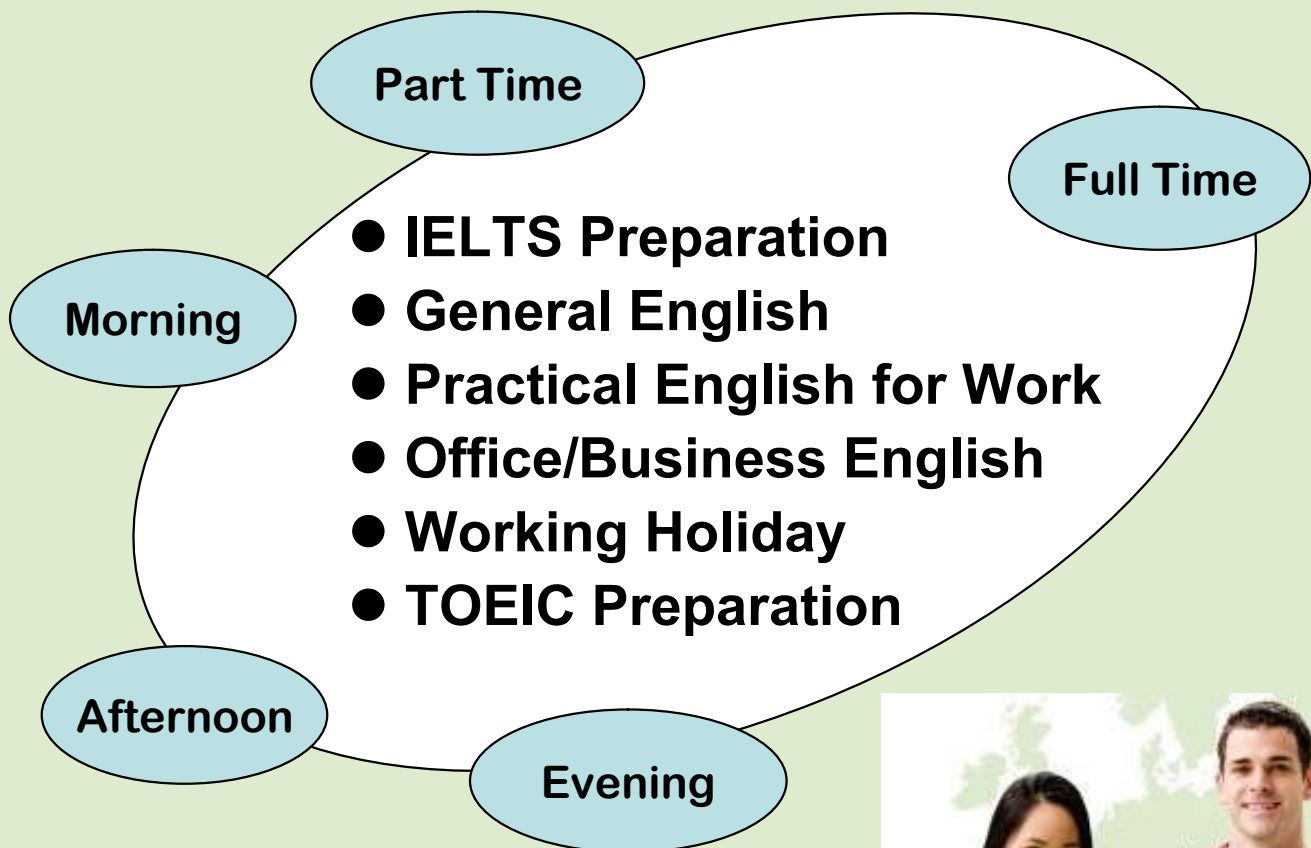 Part Time
Full Time
● IELTS Preparation
● General English
Morning
● Practical English for Work
● Office/Business English
● Working Holiday
● TOEIC Preparation
Afternoon
Evening